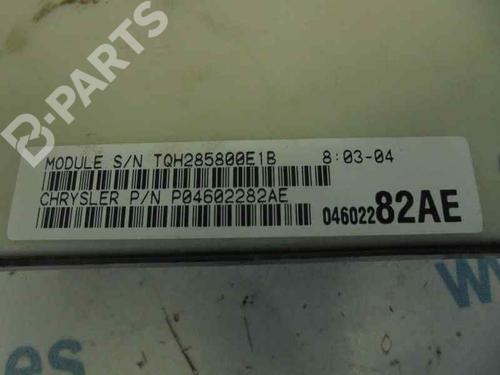 B-PARTS
MODULE S/N TQH285800E1B 8:03-04
CHRYSLER P/N P04602282AE
04602282AE